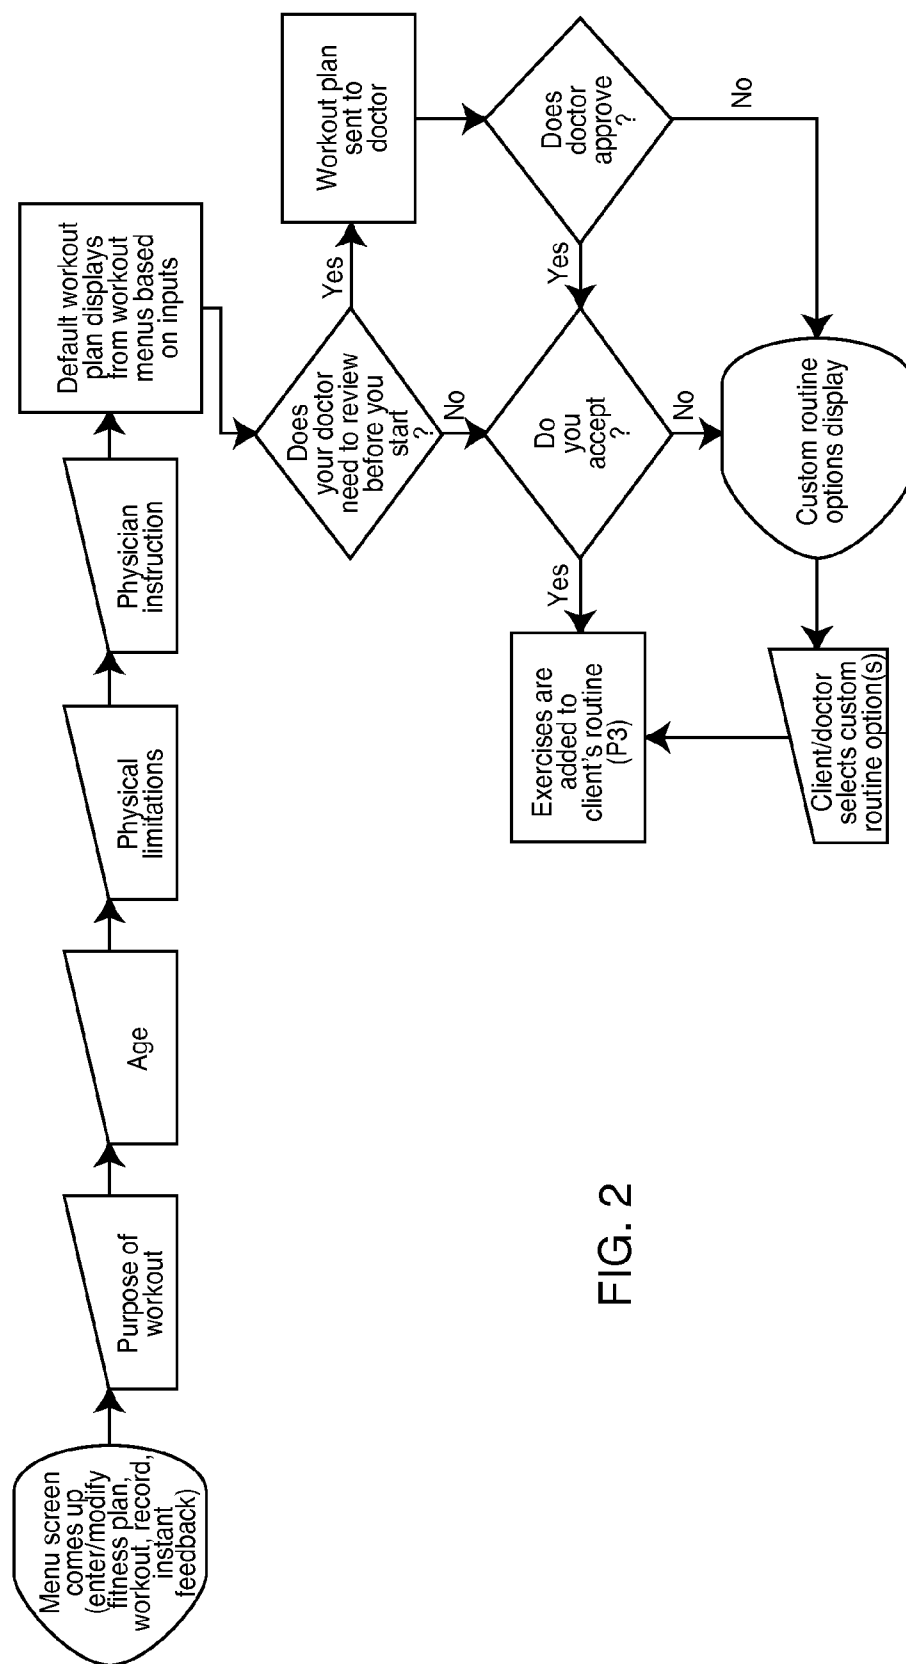 Menu screen
comes up
(enter/modify
fitness plan,
workout, record,
instant
feedback)
Purpose of
workout
Age
Physical
limitations
Physician
instruction
Default workout
plan displays
from workout
menus based
on inputs
Does
your doctor
need to review
before you
start
?
Yes
No
Workout plan
sent to
doctor
Does
doctor
approve
?
Yes
No
Do
you
accept
?
Yes
No
Exercises are
added to
client's routine
(P3)
Custom routine
options display
Client/doctor
selects custom
routine option(s)
FIG. 2